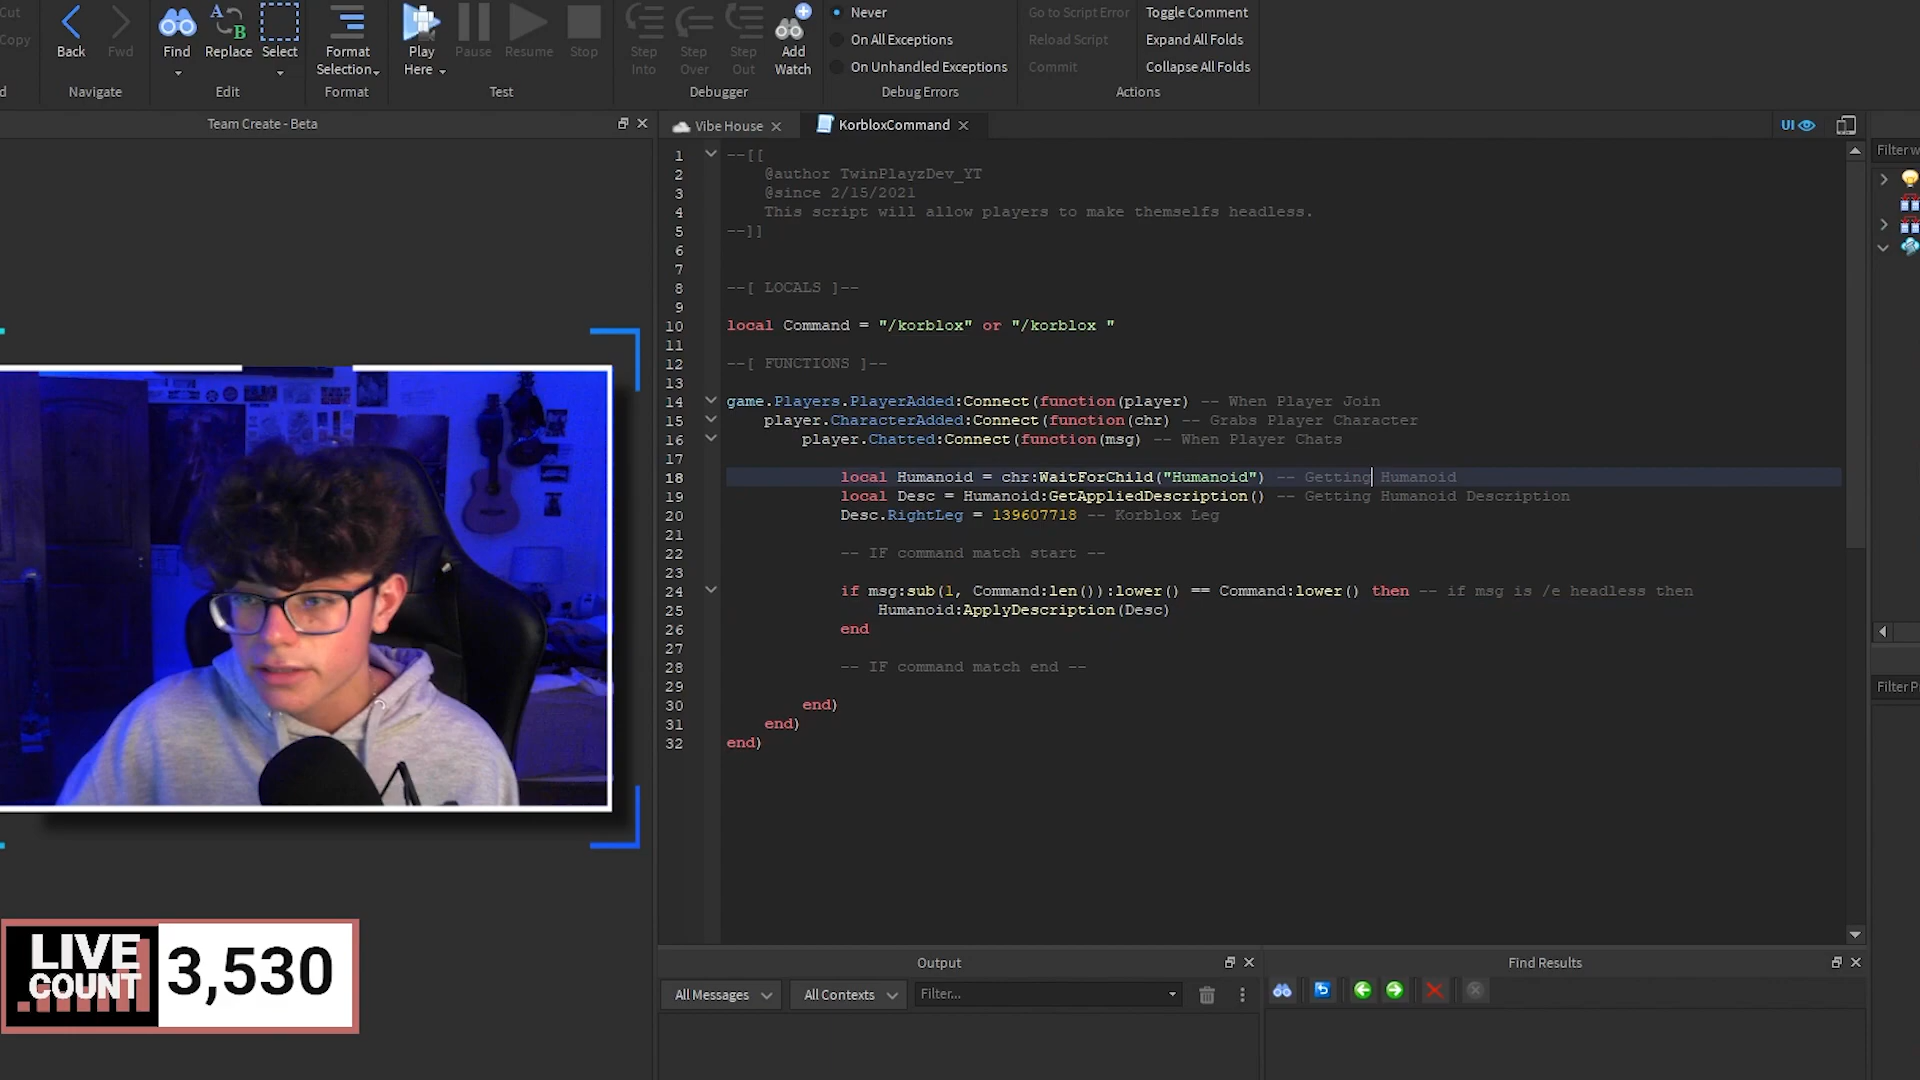 Cut
Copy
Back
Fwd
Navigate
Find
Replace
Select
Edit
Format
Selection
Format
Play
Here
Pause
Resume
Stop
Test
Step
Into
Step
Over
Step
Out
Add
Watch
Debugger
Never
On All Exceptions
On Unhandled Exceptions
Debug Errors
Go to Script Error
Reload Script
Commit
Toggle Comment
Expand All Folds
Collapse All Folds
Actions
Team Create - Beta
Vibe House
KorbloxCommand
UI
Filter w
1 --[[
2 @author TwinPlayzDev_YT
3 @since 2/15/2021
4 This script will allow players to make themselfs headless.
5 --]]
6
7
8 --[ LOCALS ]--
9
10 local Command = "/korblox" or "/korblox "
11
12 --[ FUNCTIONS ]--
13
14 game.Players.PlayerAdded:Connect(function(player) -- When Player Join
15 player.CharacterAdded:Connect(function(chr) -- Grabs Player Character
16 player.Chatted:Connect(function(msg) -- When Player Chats
17
18 local Humanoid = chr:WaitForChild("Humanoid") -- Getting Humanoid
19 local Desc = Humanoid:GetAppliedDescription() -- Getting Humanoid Description
20 Desc.RightLeg = 139607718 -- Korblox Leg
21
22 -- IF command match start --
23
24 if msg:sub(1, Command:len()):lower() == Command:lower() then -- if msg is /e headless then
25 Humanoid:ApplyDescription(Desc)
26 end
27
28 -- IF command match end --
29
30 end)
31 end)
32 end)
Filter P
LIVE
COUNT
3,530
Output
All Messages
All Contexts
Filter...
Find Results